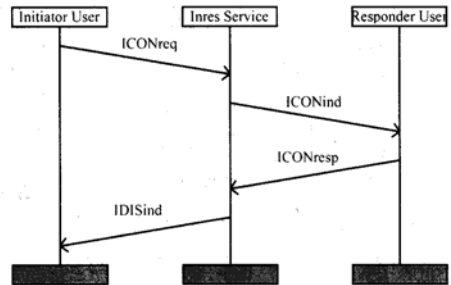 Initiator User
Inres Service
Responder User
ICONreq
ICONind
ICONresp
IDISind